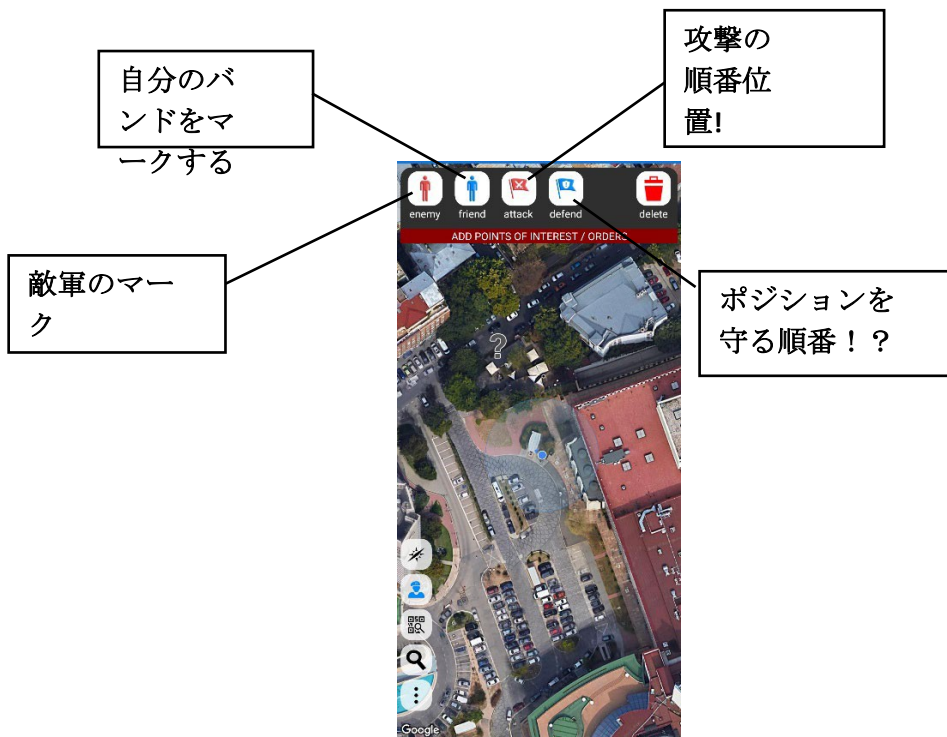 攻撃の
順番位
置!
自分のバ
ンドをマ
ークする
enemy
friend
attack
defend
delete
ADD POINTS OF INTEREST / ORDERS
敵軍のマー
ク
ポジションを
守る順番！？
?
Google